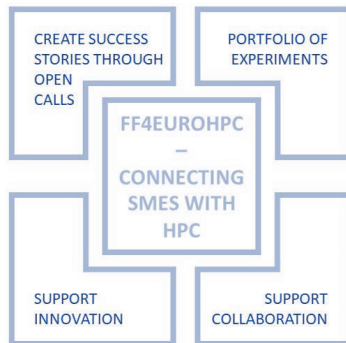 CREATE SUCCESS
STORIES THROUGH
OPEN
CALLS
PORTFOLIO OF
EXPERIMENTS
FF4EUROHPC
–
CONNECTING
SMES WITH
HPC
SUPPORT
INNOVATION
SUPPORT
COLLABORATION